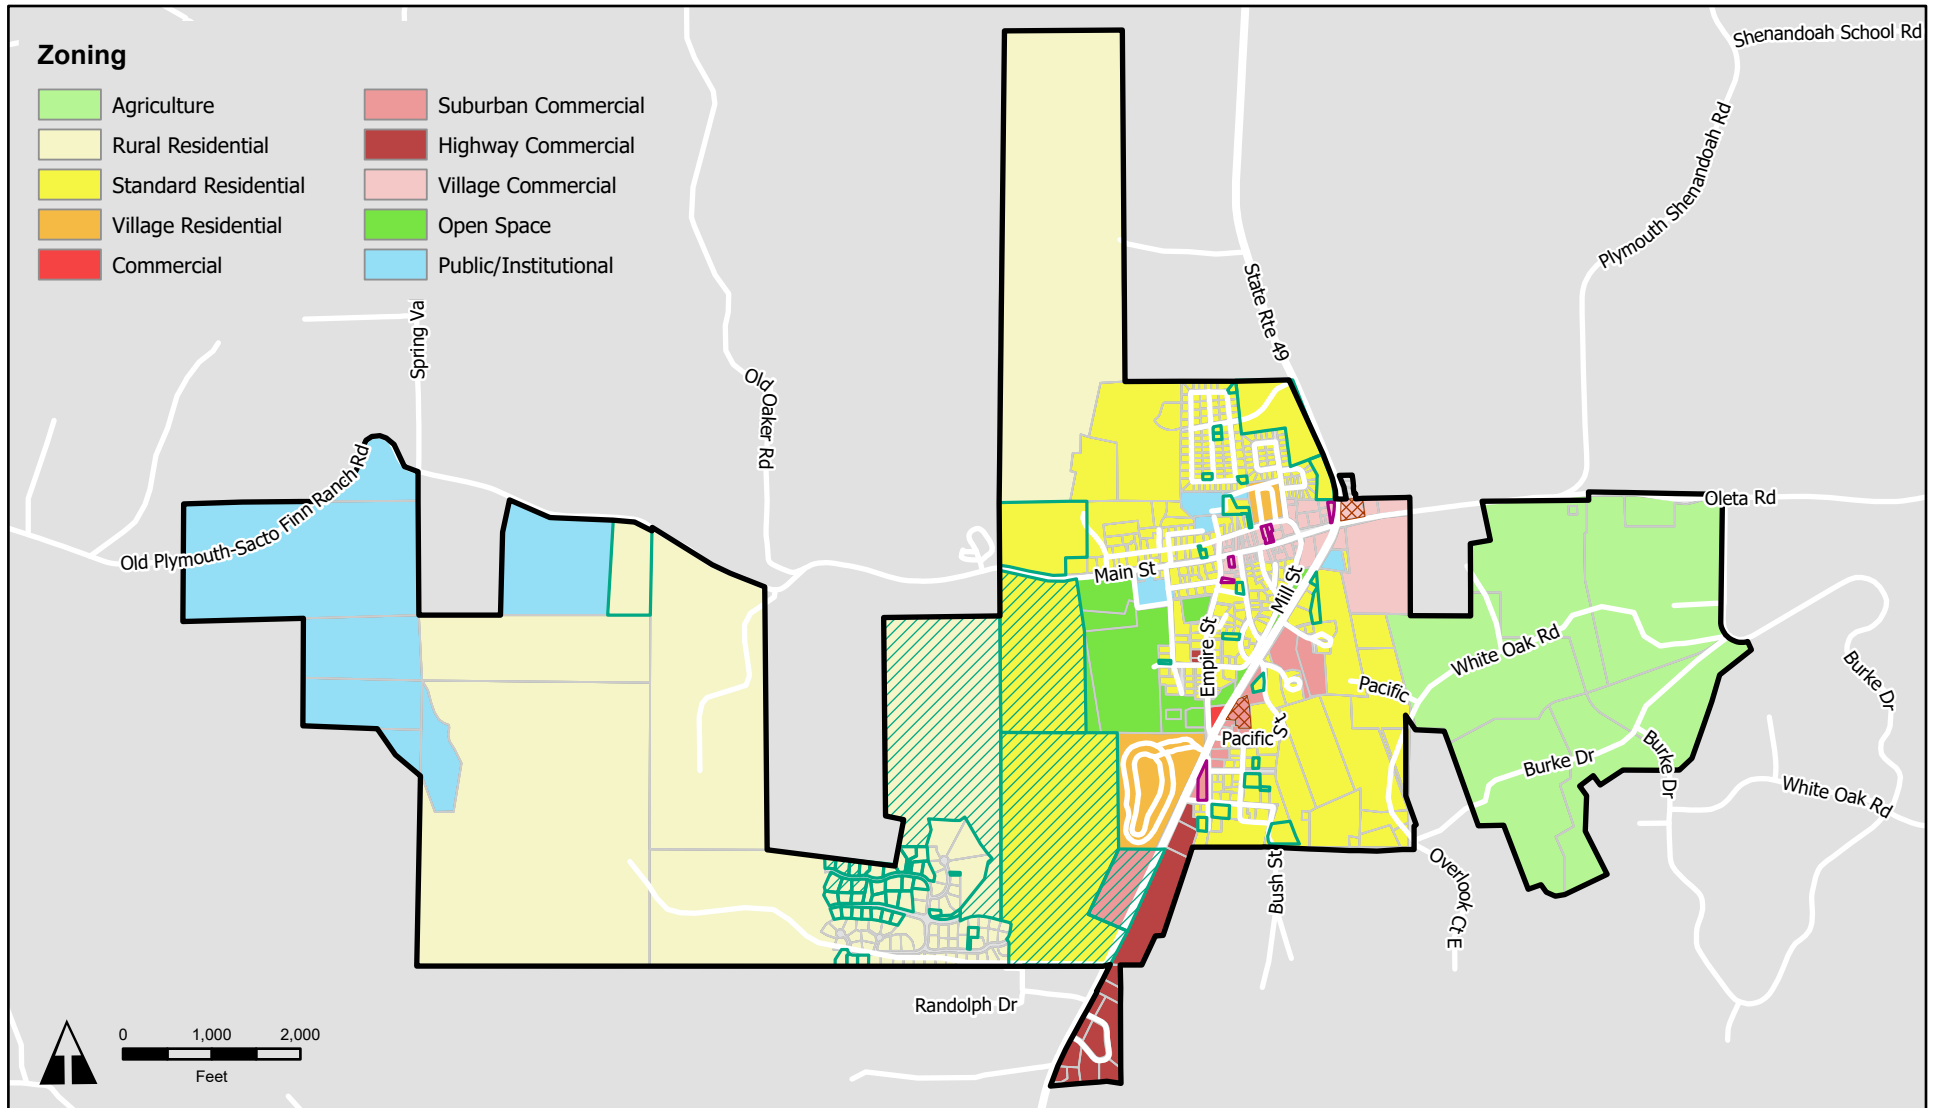 Zoning
Agriculture
Rural Residential
Standard Residential
Village Residential
Commercial
Suburban Commercial
Highway Commercial
Village Commercial
Open Space
Public/Institutional
Shenandoah School Rd
Plymouth Shenandoah Rd
State Rte 49
Spring Va
Old Oaker Rd
Old Plymouth-Sacto Finn Ranch Rd
Oleta Rd
Main St
Mill St
Empire St
White Oak Rd
Pacific
Pacific St
Burke Dr
Burke Dr
Burke Dr
White Oak Rd
Overlook Ct E
Bush St
Randolph Dr
0 1,000 2,000
Feet